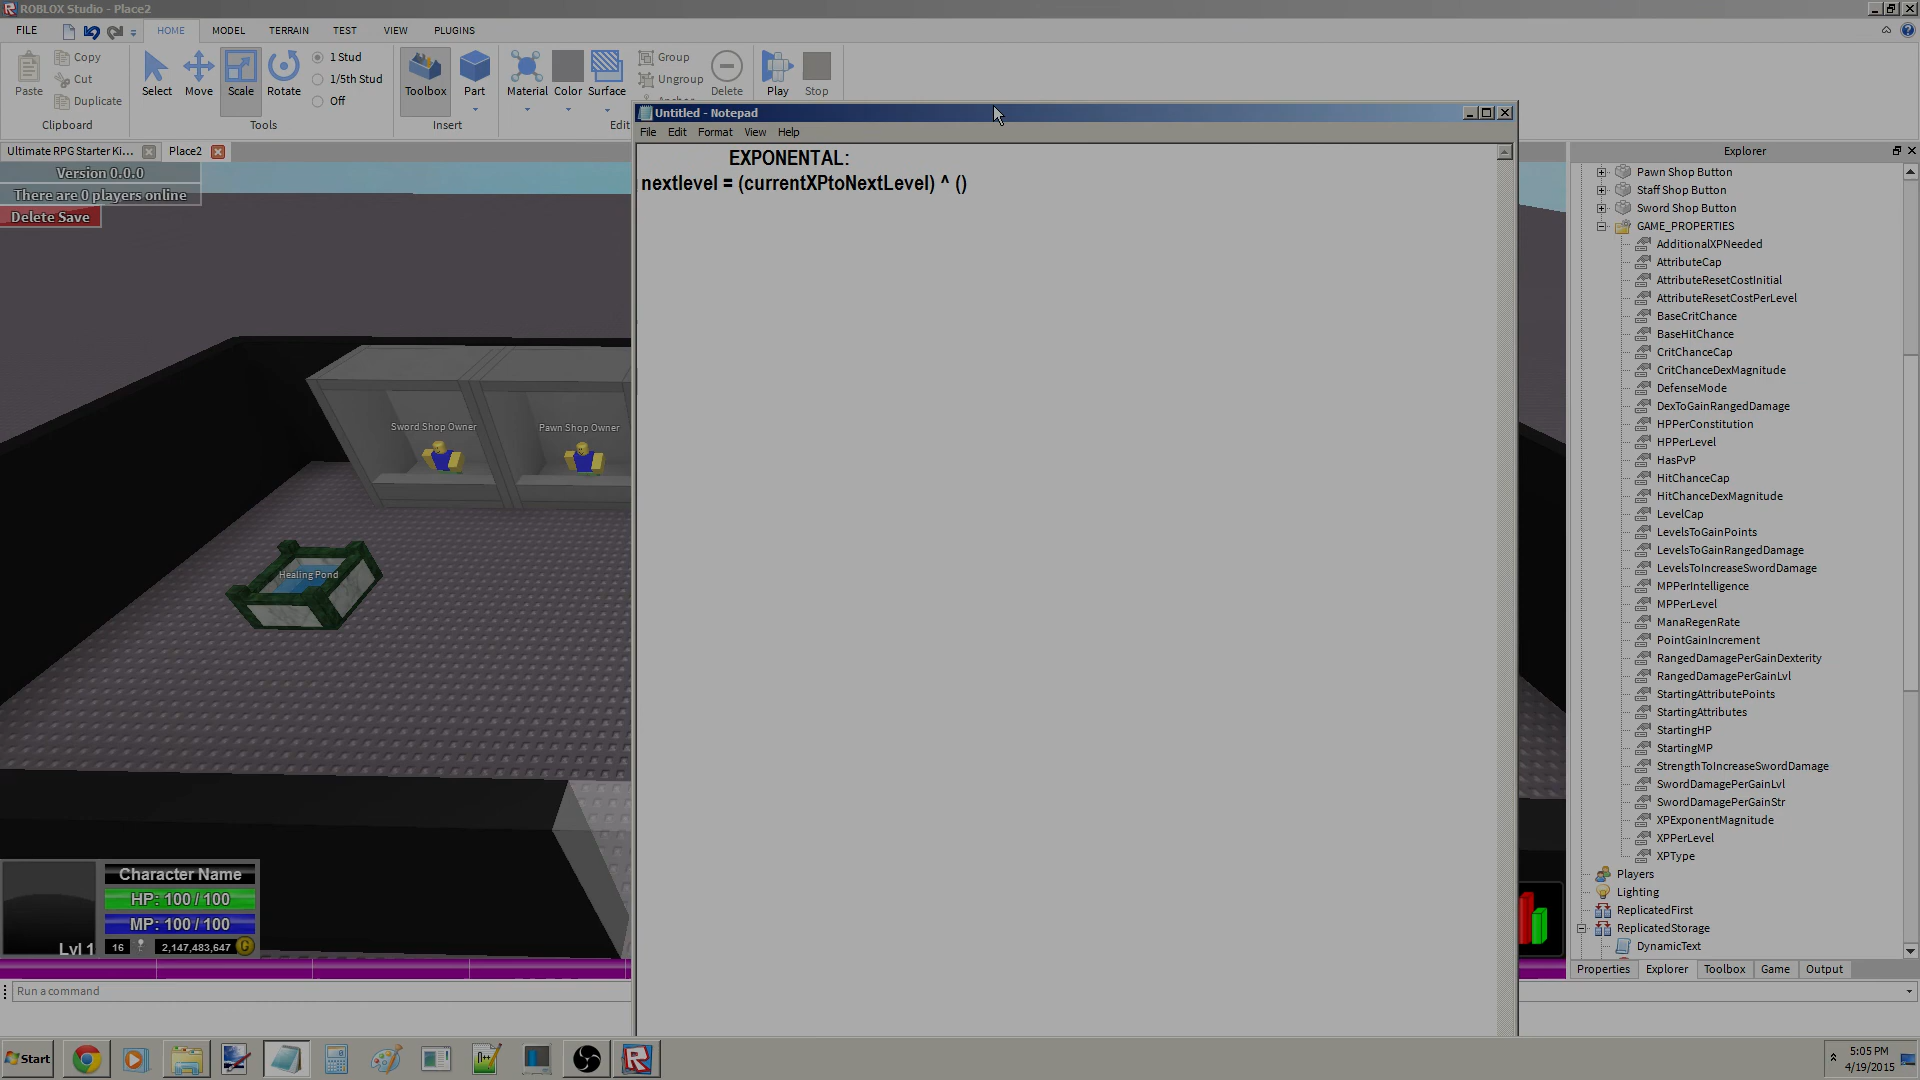 ROBLOX Studio - Place2
FILE
HOME
MODEL
TERRAIN
TEST
VIEW
PLUGINS
Paste
Copy
Cut
Duplicate
Clipboard
Select
Move
Scale
Rotate
1 Stud
1/5th Stud
Off
Tools
Toolbox
Part
Insert
Material
Color
Surface
Group
Ungroup
Delete
Edit
Play
Stop
Ultimate RPG Starter Ki...
Place2
Version 0.0.0
There are 0 players online
Delete Save
Untitled - Notepad
File Edit Format View Help
EXPONENTAL:
nextlevel = (currentXPtoNextLevel) ^ ()
Sword Shop Owner
Pawn Shop Owner
Healing Pond
Character Name
HP: 100 / 100
MP: 100 / 100
Lvl 1
16
2,147,483,647
G
Run a command
Explorer
Pawn Shop Button
Staff Shop Button
Sword Shop Button
GAME_PROPERTIES
AdditionalXPNeeded
AttributeCap
AttributeResetCostInitial
AttributeResetCostPerLevel
BaseCritChance
BaseHitChance
CritChanceCap
CritChanceDexMagnitude
DefenseMode
DexToGainRangedDamage
HPPerConstitution
HPPerLevel
HasPvP
HitChanceCap
HitChanceDexMagnitude
LevelCap
LevelsToGainPoints
LevelsToGainRangedDamage
LevelsToIncreaseSwordDamage
MPPerIntelligence
MPPerLevel
ManaRegenRate
PointGainIncrement
RangedDamagePerGainDexterity
RangedDamagePerGainLvl
StartingAttributePoints
StartingAttributes
StartingHP
StartingMP
StrengthToIncreaseSwordDamage
SwordDamagePerGainLvl
SwordDamagePerGainStr
XPExponentMagnitude
XPPerLevel
XPType
Players
Lighting
ReplicatedFirst
ReplicatedStorage
DynamicText
Properties
Explorer
Toolbox
Game
Output
Start
5:05 PM
4/19/2015